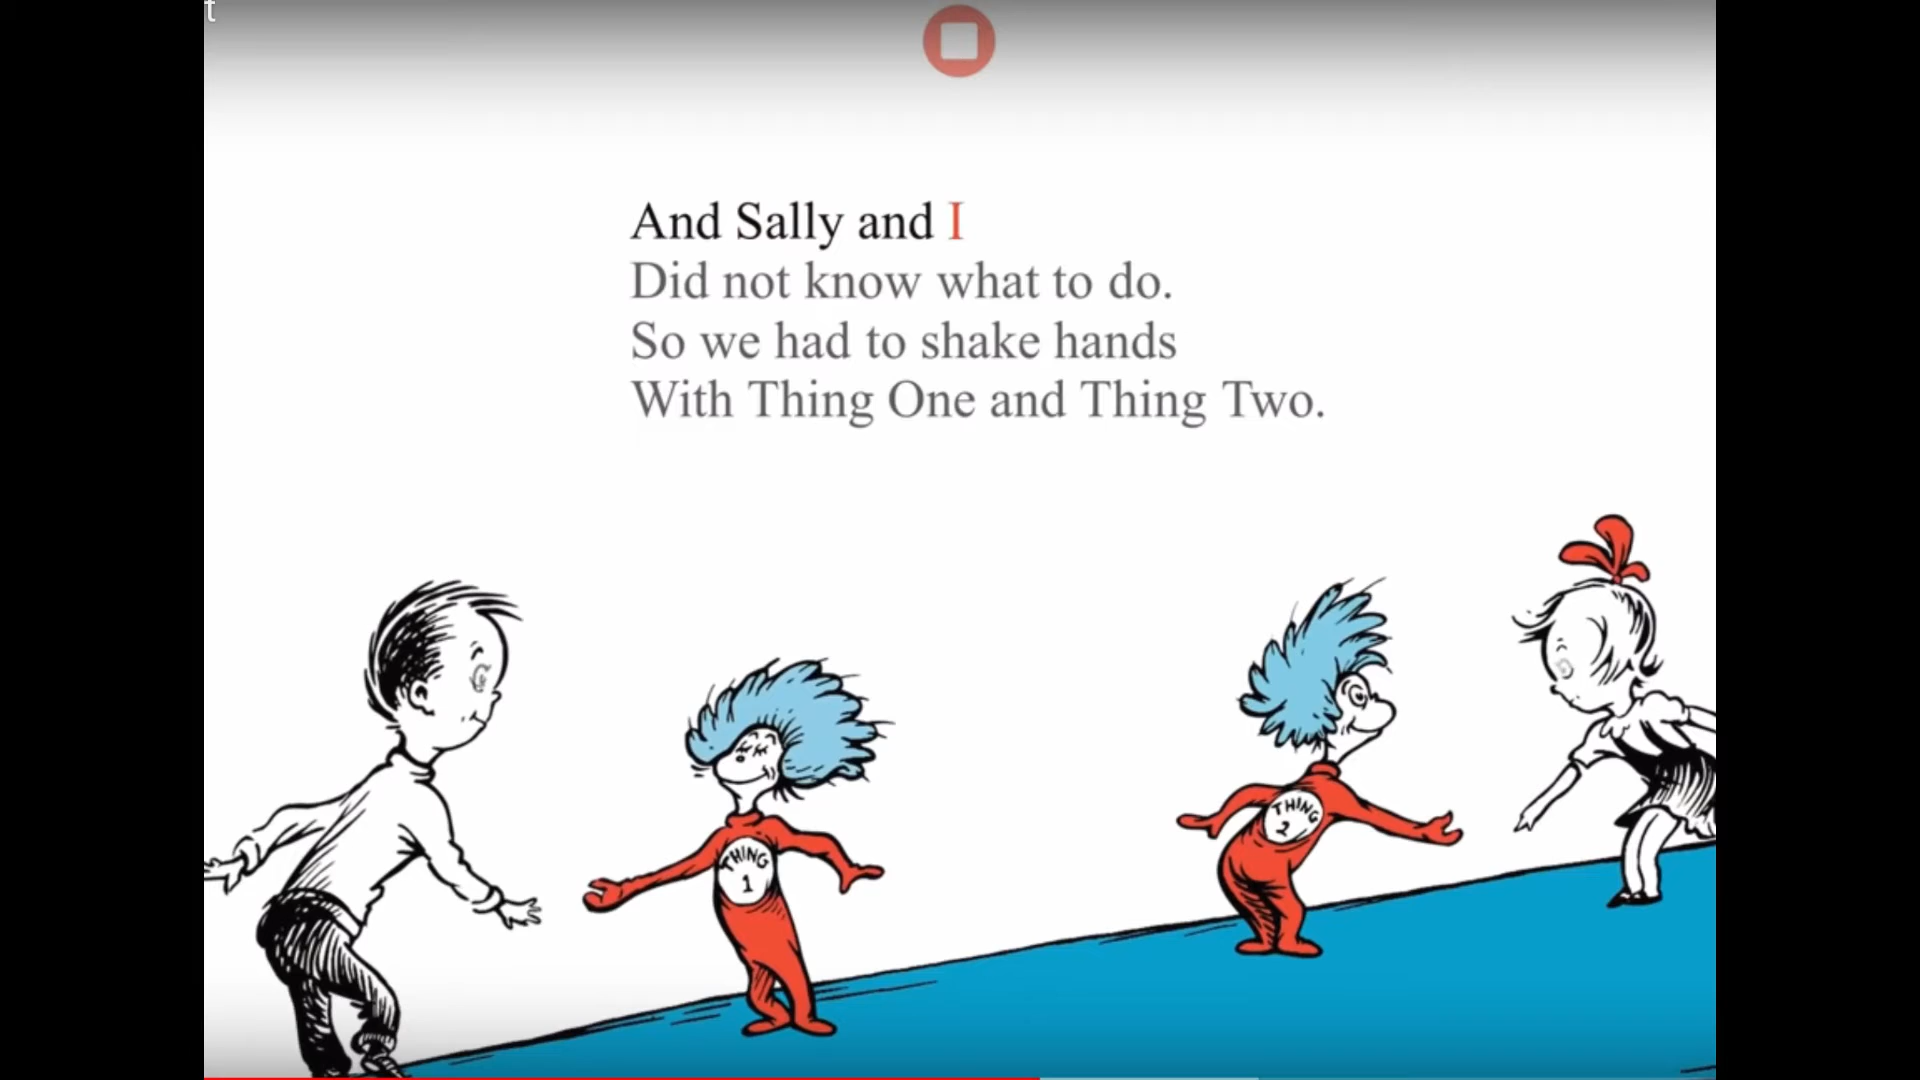 t
And Sally and I
Did not know what to do.
So we had to shake hands
With Thing One and Thing Two.
THING
1
THING
2